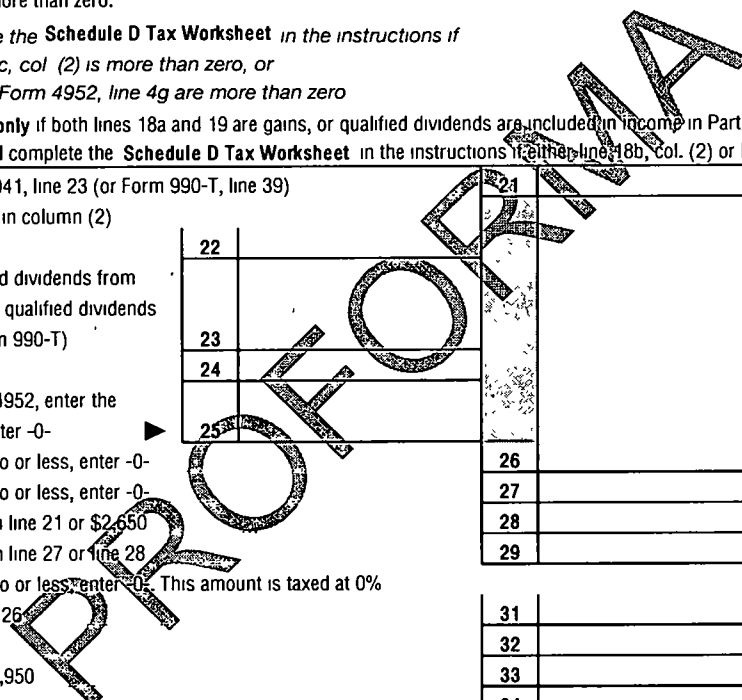 ore than zero.
e the Schedule D Tax Worksheet in the instructions if
c, col (2) is more than zero, or
Form 4952, line 4g are more than zero
only if both lines 18a and 19 are gains, or qualified dividends are included in income in Part
complete the Schedule D Tax Worksheet in the instructions if either line 18b, col. (2) or
041, line 23 (or Form 990-T, line 39)
21
in column (2)
22
d dividends from
qualified dividends
n 990-T)
23
24
4952, enter the
ter -0-
25
o or less, enter -0-
26
o or less, enter -0-
27
line 21 or $2,650
28
n line 27 or line 28
29
o or less, enter -0-. This amount is taxed at 0%
26
31
32
,950
33
PROFORMA